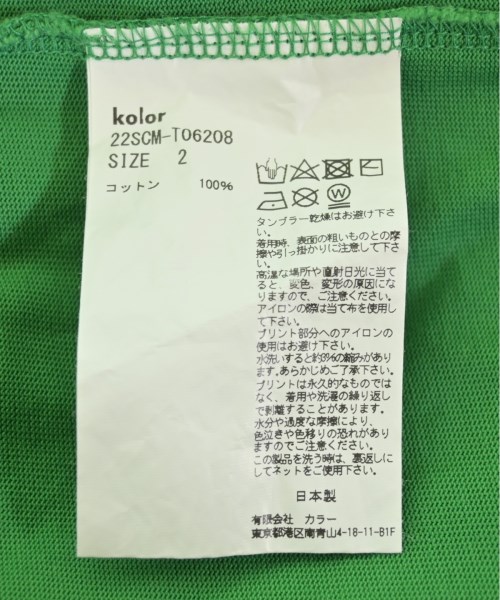 kolor
22SCM-T06208
SIZE 2
コットン 100%
タンブラー乾燥はお避け下さ
い。
着用時、表面の粗いものとの摩
擦や引っ掛かりに注意して下さ
い。
高温な場所や直射日光に当て
ると、変色、変形の原因にな
りますので、ご注意ください。
アイロンの際は当て布を使用し
て下さい。
プリント部分へのアイロンの
使用はお避け下さい。
水洗いすると約3%の縮みがあり
ます,あらかじめご了承下さい。
プリントは永久的なものでは
なく、着用や洗濯の繰り返し
で剥離することがあります。
水分や過度な摩擦により、
色泣きや色移りの恐れがあり
ますのでご注意ください。
この製品を洗う時は、裏返しに
してネットをご使用下さい。
日本製
有限会社 カラー
東京都港区南青山4-18-11-B1F